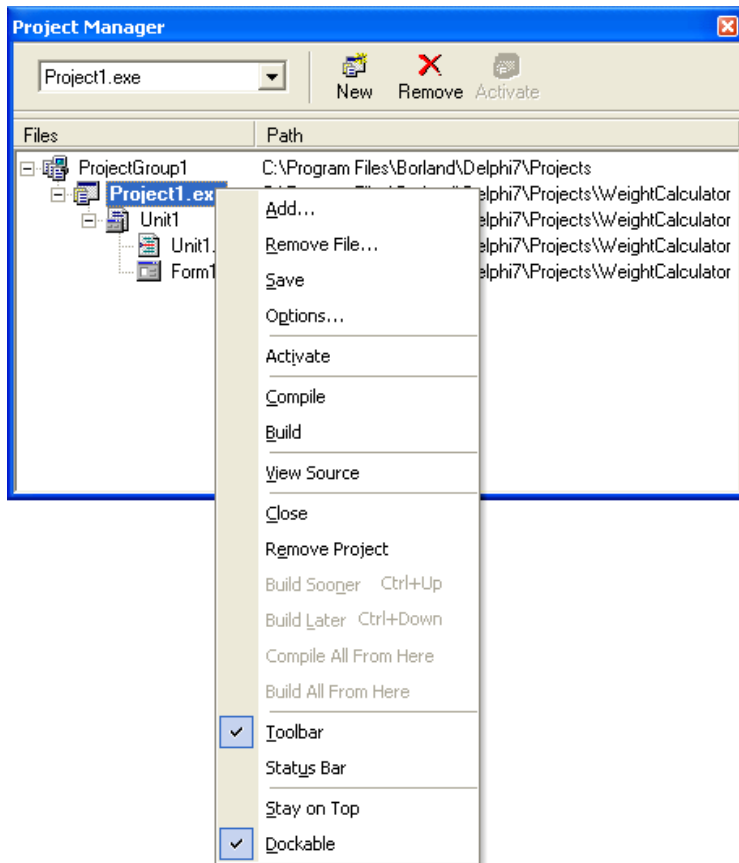 Project Manager
Project1.exe
New Remove Activate
Files Path
ProjectGroup1 C:\Program Files\Borland\Delphi7\Projects
Project1.ex elphi7\Projects\WeightCalculator
Unit1 elphi7\Projects\WeightCalculator
Unit1. elphi7\Projects\WeightCalculator
Form1 elphi7\Projects\WeightCalculator
Add...
Remove File...
Save
Options...
Activate
Compile
Build
View Source
Close
Remove Project
Build Sooner Ctrl+Up
Build Later Ctrl+Down
Compile All From Here
Build All From Here
Toolbar
Status Bar
Stay on Top
Dockable